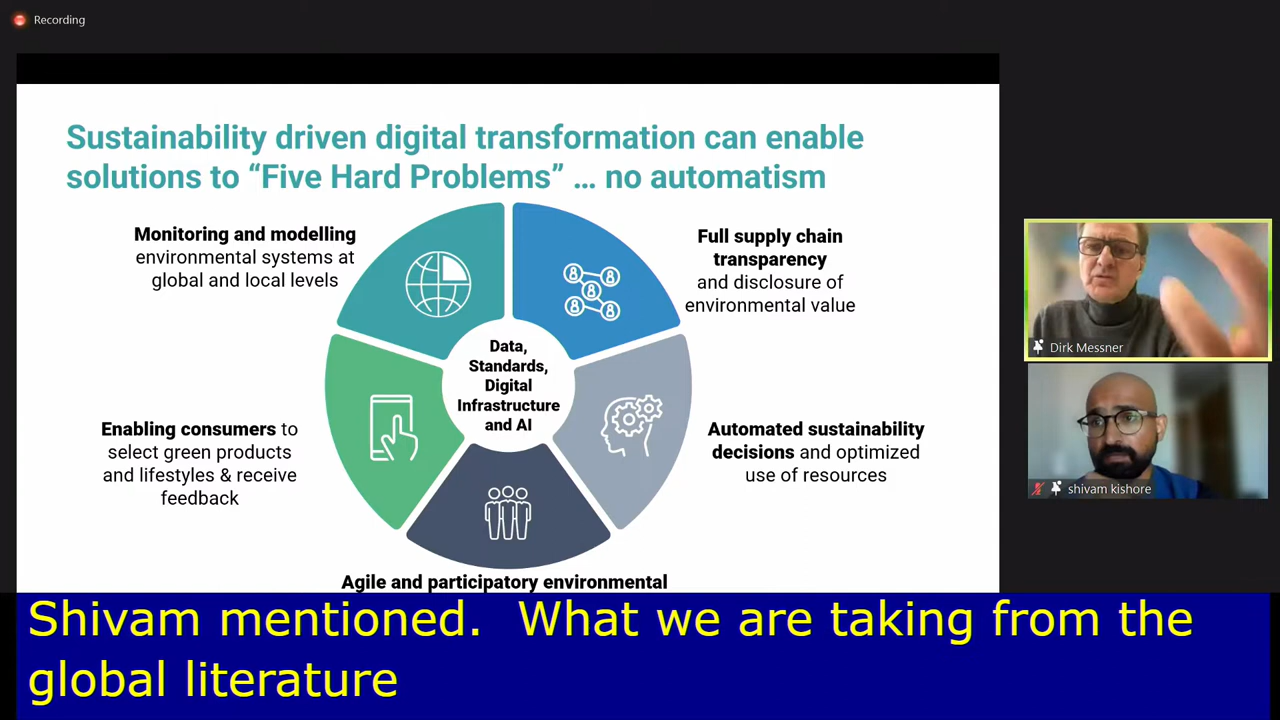 Recording
Sustainability driven digital transformation can enable
solutions to “Five Hard Problems” … no automatism
Monitoring and modelling
environmental systems at
global and local levels
Full supply chain
transparency
and disclosure of
environmental value
Data,
Standards,
Digital
Infrastructure
and AI
Enabling consumers to
select green products
and lifestyles & receive
feedback
Automated sustainability
decisions and optimized
use of resources
Agile and participatory environmental
Dirk Messner
shivam kishore
Shivam mentioned.  What we are taking from the
global literature